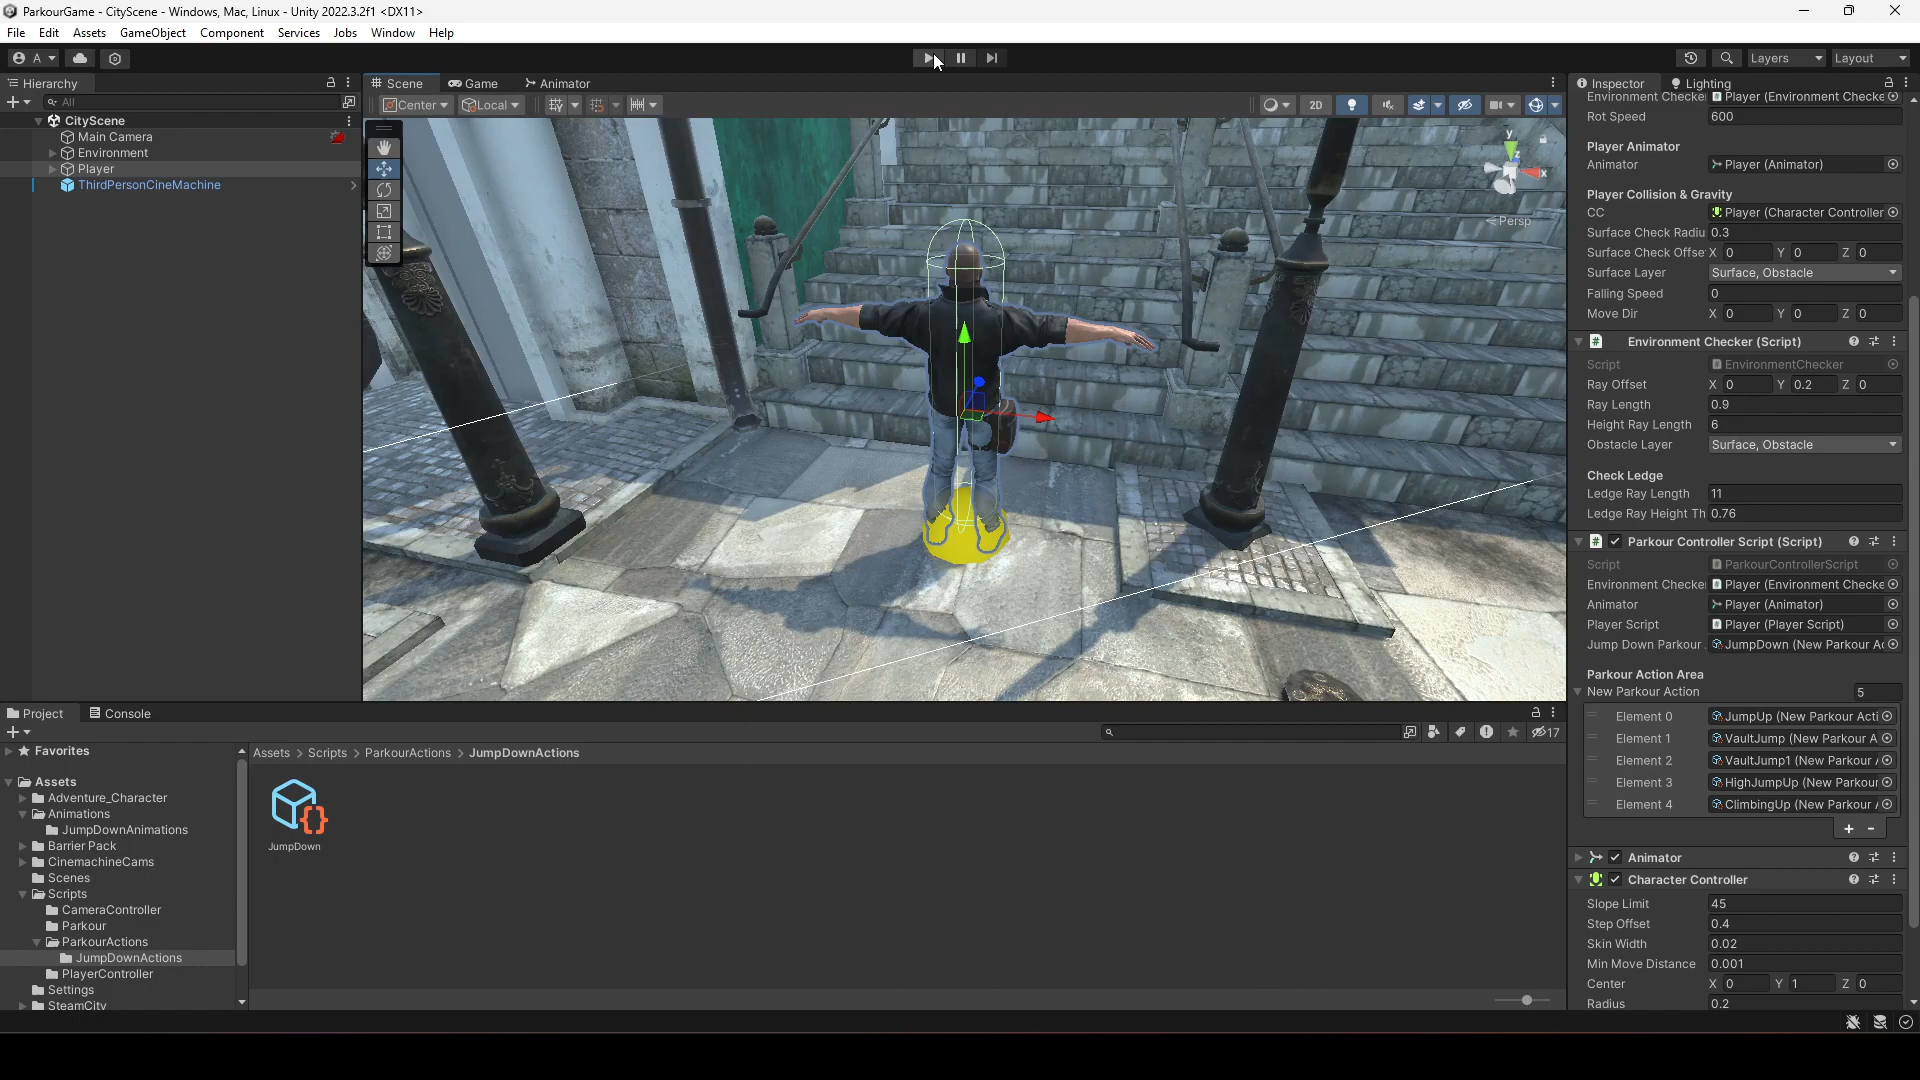 ParkourGame - CityScene - Windows, Mac, Linux - Unity 2022.3.2f1 <DX11>
File Edit Assets GameObject Component Services Jobs Window Help
A Layers Layout
Hierarchy
All
CityScene
Main Camera
Environment
Player
ThirdPersonCineMachine
Scene Game Animator
Center Local 2D
y
z
x
Persp
Inspector Lighting
Environment Checke Player (Environment Checke
Rot Speed 600
Player Animator
Animator Player (Animator)
Player Collision & Gravity
CC Player (Character Controller
Surface Check Radiu 0.3
Surface Check Offse X 0 Y 0 Z 0
Surface Layer Surface, Obstacle
Falling Speed 0
Move Dir X 0 Y 0 Z 0
# Environment Checker (Script)
Script EnvironmentChecker
Ray Offset X 0 Y 0.2 Z 0
Ray Length 0.9
Height Ray Length 6
Obstacle Layer Surface, Obstacle
Check Ledge
Ledge Ray Length 11
Ledge Ray Height Th 0.76
# Parkour Controller Script (Script)
Script ParkourControllerScript
Environment Checke Player (Environment Checke
Animator Player (Animator)
Player Script Player (Player Script)
Jump Down Parkour JumpDown (New Parkour Ac
Parkour Action Area
New Parkour Action 5
Element 0 JumpUp (New Parkour Acti
Element 1 VaultJump (New Parkour A
Element 2 VaultJump1 (New Parkour
Element 3 HighJumpUp (New Parkour
Element 4 ClimbingUp (New Parkour
+ -
Animator
Character Controller
Slope Limit 45
Step Offset 0.4
Skin Width 0.02
Min Move Distance 0.001
Center X 0 Y 1 Z 0
Radius 0.2
Project Console
17
Favorites
Assets
Adventure_Character
Animations
JumpDownAnimations
Barrier Pack
CinemachineCams
Scenes
Scripts
CameraController
Parkour
ParkourActions
JumpDownActions
PlayerController
Settings
SteamCity
Assets > Scripts > ParkourActions > JumpDownActions
JumpDown